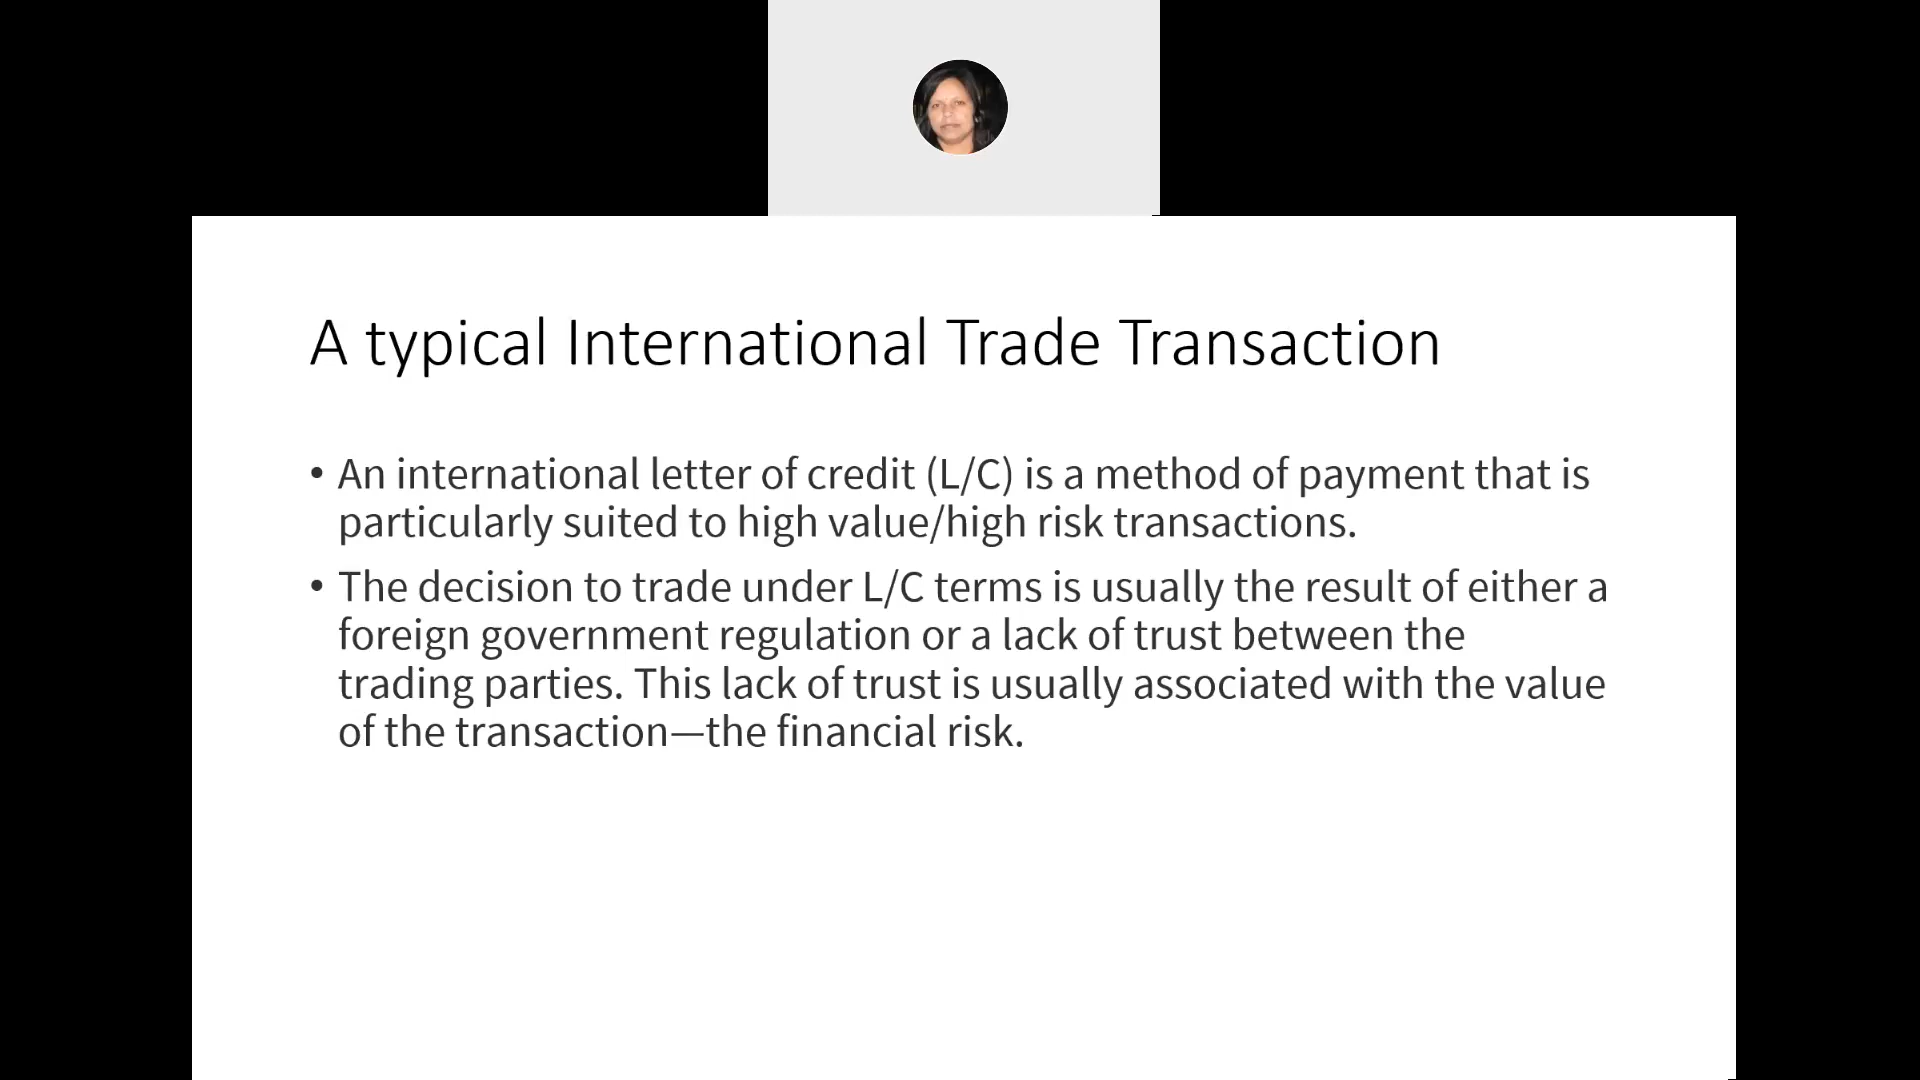 A typical International Trade Transaction
• An international letter of credit (L/C) is a method of payment that is
particularly suited to high value/high risk transactions.
• The decision to trade under L/C terms is usually the result of either a
foreign government regulation or a lack of trust between the
trading parties. This lack of trust is usually associated with the value
of the transaction—the financial risk.